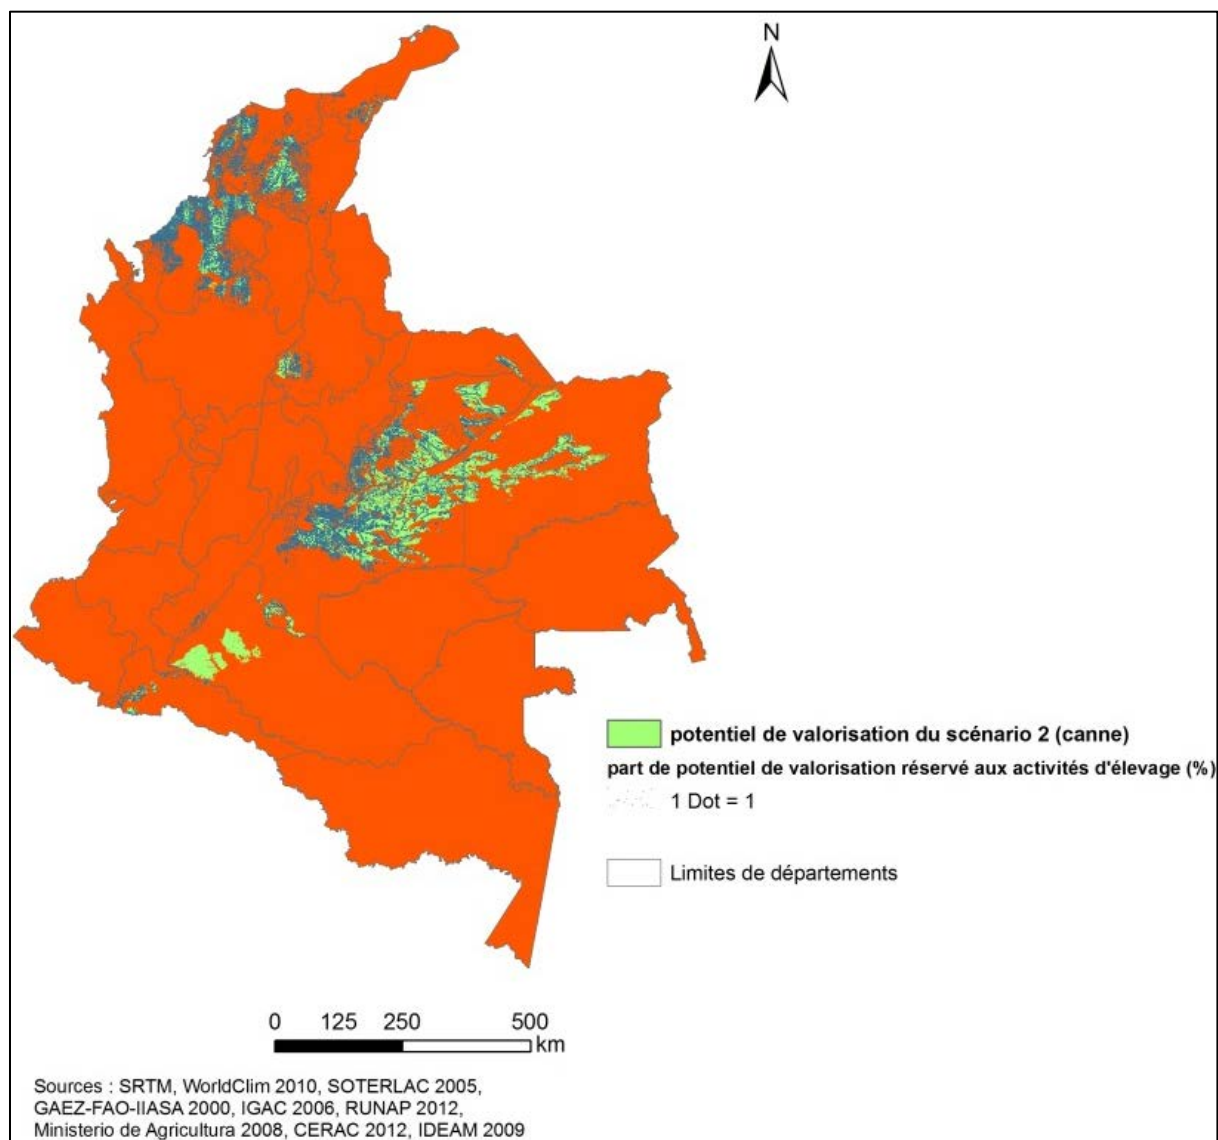 N
potentiel de valorisation du scénario 2 (canne)
part de potentiel de valorisation réservé aux activités d'élevage (%)
1 Dot = 1
Limites de départements
0 125 250 500
km
Sources : SRTM, WorldClim 2010, SOTERLAC 2005,
GAEZ-FAO-IIASA 2000, IGAC 2006, RUNAP 2012,
Ministerio de Agricultura 2008, CERAC 2012, IDEAM 2009